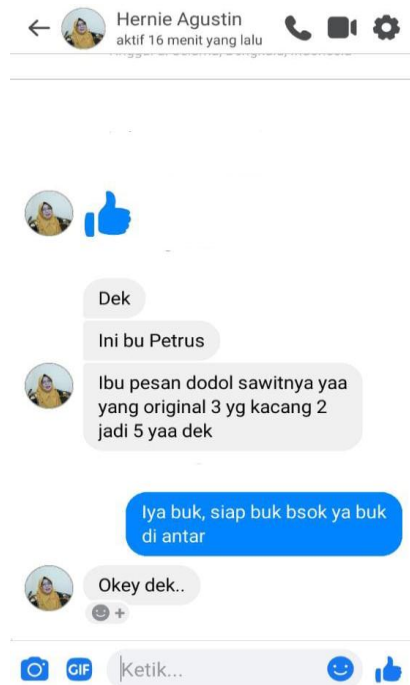 Hernie Agustin
aktif 16 menit yang lalu
Dek
Ini bu Petrus
Ibu pesan dodol sawitnya yaa
yang original 3 yg kacang 2
jadi 5 yaa dek
Iya buk, siap buk bsok ya buk
di antar
Okey dek..
GIF
Ketik...